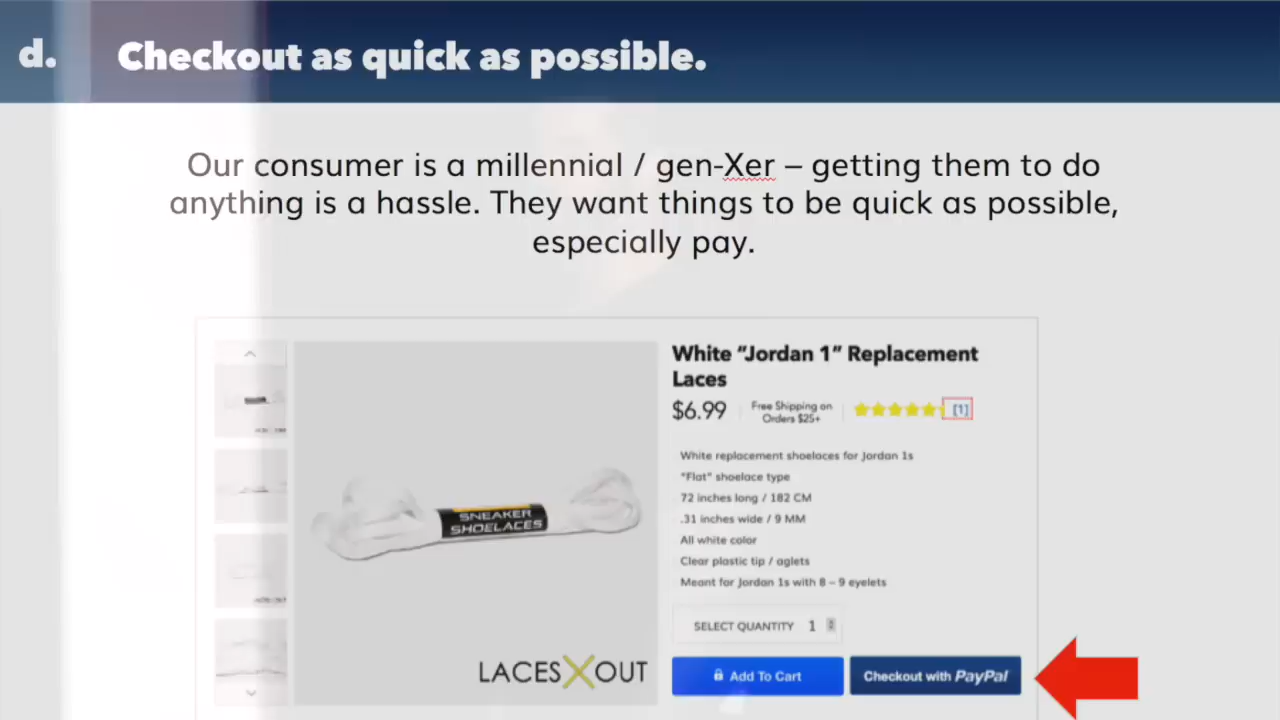 d. Checkout as quick as possible.
Our consumer is a millennial / gen-Xer – getting them to do
anything is a hassle. They want things to be quick as possible,
especially pay.
White “Jordan 1” Replacement
Laces
$6.99 Free Shipping on
Orders $25+
[1]
White replacement shoelaces for Jordan 1s
"Flat" shoelace type
72 inches long / 182 CM
.31 inches wide / 9 MM
All white color
Clear plastic tip / aglets
Meant for Jordan 1s with 8 – 9 eyelets
SELECT QUANTITY 1
Add To Cart
Checkout with PayPal
SNEAKER
SHOELACES
LACESXOUT